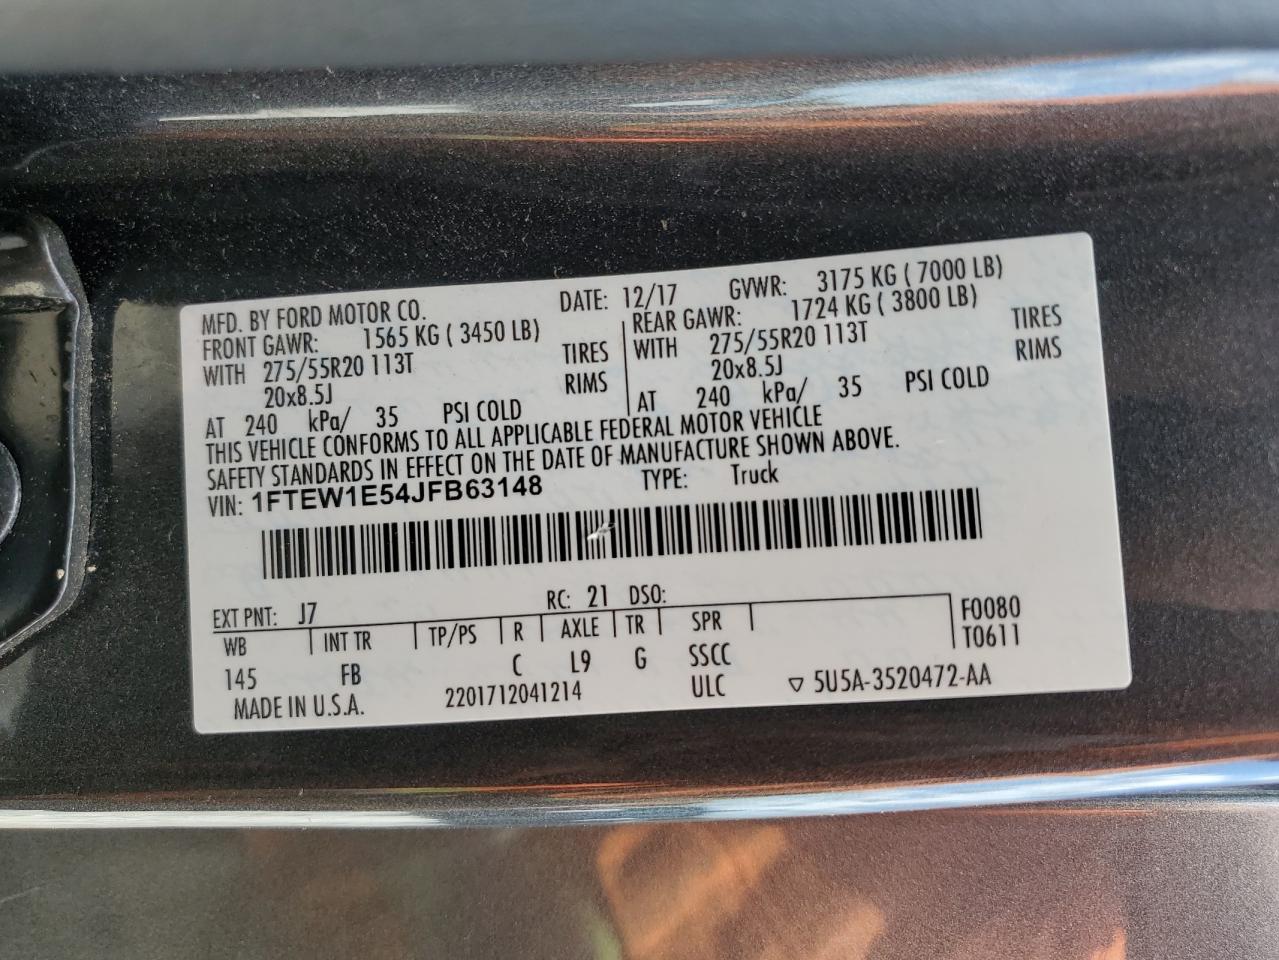 MFD. BY FORD MOTOR CO. DATE: 12/17 GVWR: 3175 KG ( 7000 LB)
FRONT GAWR: 1565 KG ( 3450 LB) REAR GAWR: 1724 KG ( 3800 LB)
WITH 275/55R20 113T TIRES WITH 275/55R20 113T TIRES
20x8.5J RIMS 20x8.5J RIMS
AT 240 kPa/ 35 PSI COLD AT 240 kPa/ 35 PSI COLD
THIS VEHICLE CONFORMS TO ALL APPLICABLE FEDERAL MOTOR VEHICLE
SAFETY STANDARDS IN EFFECT ON THE DATE OF MANUFACTURE SHOWN ABOVE.
VIN: 1FTEW1E54JFB63148 TYPE: Truck
EXT PNT: J7 RC: 21 DSO:
WB INT TR TP/PS R AXLE TR SPR F0080
145 FB C L9 G SSCC T0611
MADE IN U.S.A. 2201712041214 ULC ▽ 5U5A-3520472-AA